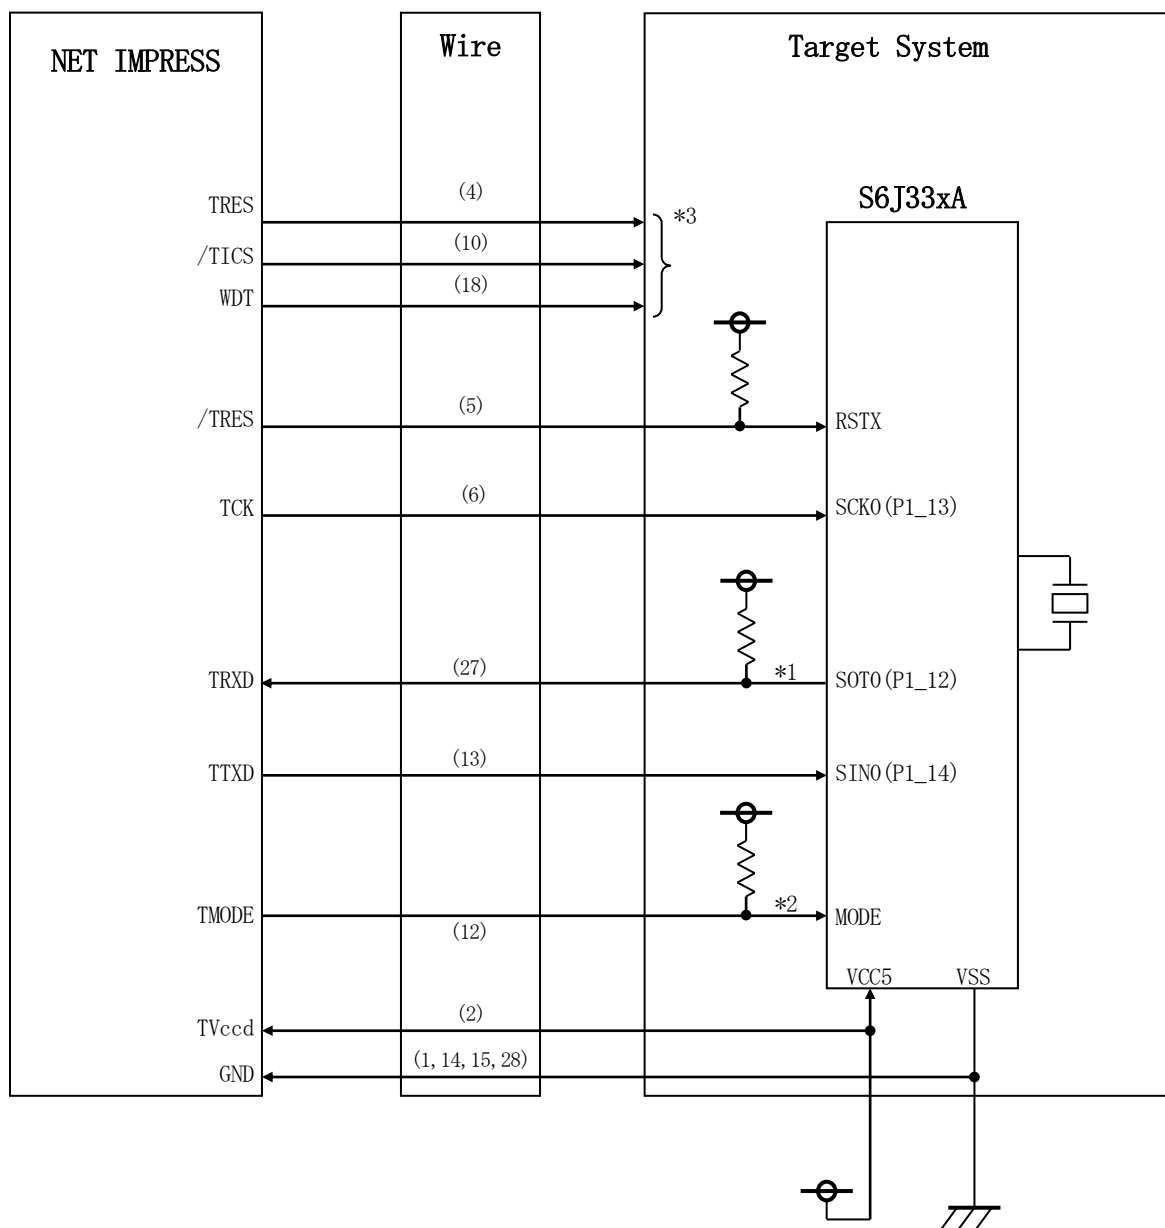 NET IMPRESS
Wire
Target System
S6J33xA
TRES
(4)
*3
/TICS
(10)
WDT
(18)
/TRES
(5)
RSTX
TCK
(6)
SCK0(P1_13)
TRXD
(27)
*1
SOT0(P1_12)
TTXD
(13)
SIN0(P1_14)
TMODE
(12)
*2
MODE
VCC5
VSS
TVccd
(2)
GND
(1,14,15,28)